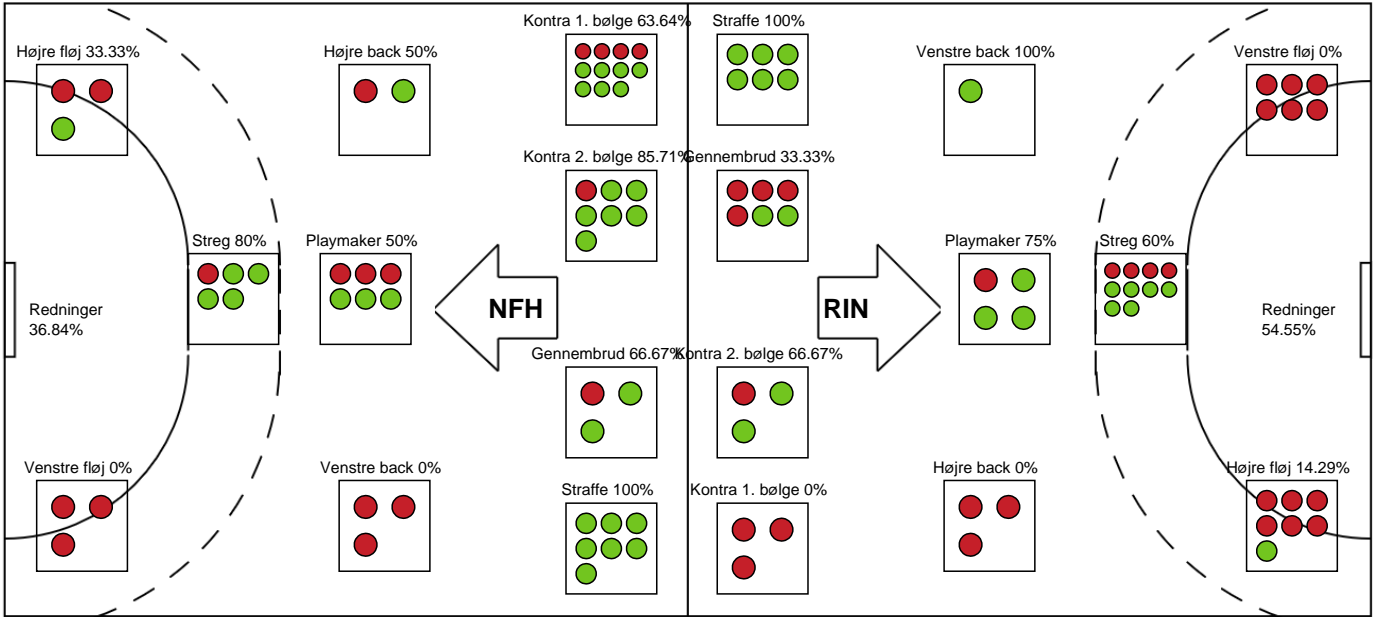 Kontra 1. bølge 63.64%
Straffe 100%
Højre fløj 33.33%
Højre back 50%
Venstre back 100%
Venstre fløj 0%
Kontra 2. bølge 85.71%
Gennembrud 33.33%
Streg 80%
Playmaker 50%
Playmaker 75%
Streg 60%
Redninger
36.84%
NFH
RIN
Redninger
54.55%
Gennembrud 66.67%
Kontra 2. bølge 66.67%
Venstre fløj 0%
Venstre back 0%
Højre back 0%
Højre fløj 14.29%
Straffe 100%
Kontra 1. bølge 0%